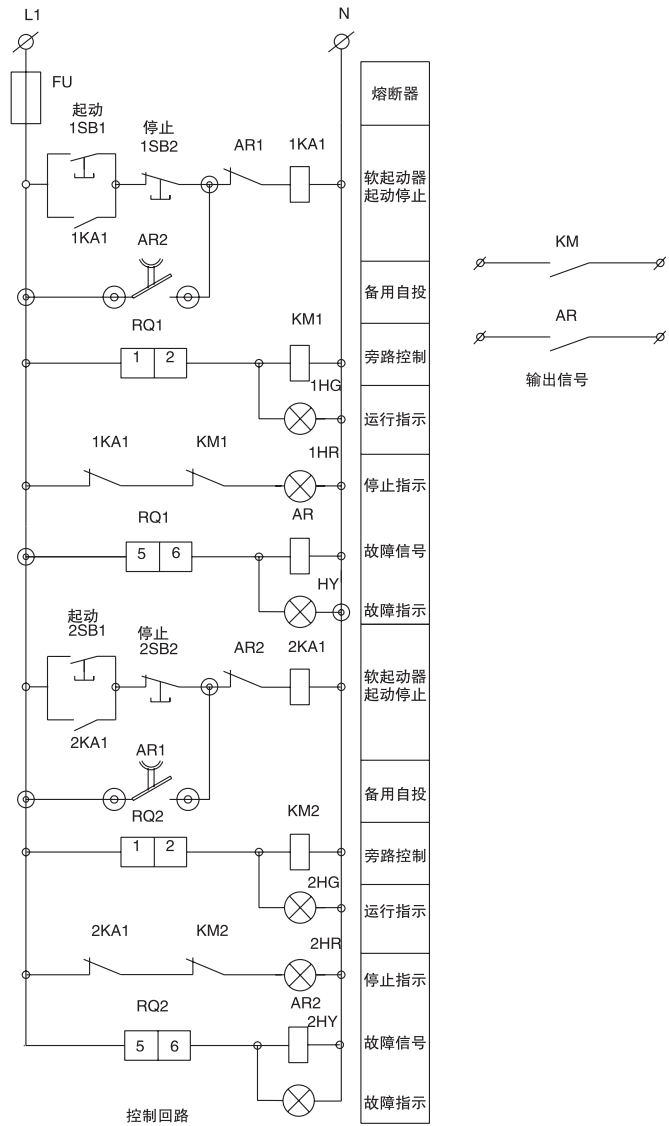 L1
N
FU
熔断器
起动
1SB1
停止
1SB2
AR1
1KA1
软起动器
起动停止
1KA1
AR2
备用自投
KM
RQ1
1 2
KM1
旁路控制
AR
输出信号
1HG
运行指示
1KA1
KM1
1HR
停止指示
RQ1
5 6
AR
故障信号
HY
故障指示
起动
2SB1
停止
2SB2
AR2
2KA1
软起动器
起动停止
2KA1
AR1
备用自投
RQ2
1 2
KM2
旁路控制
2HG
运行指示
2KA1
KM2
2HR
停止指示
RQ2
5 6
AR2
2HY
故障信号
故障指示
控制回路